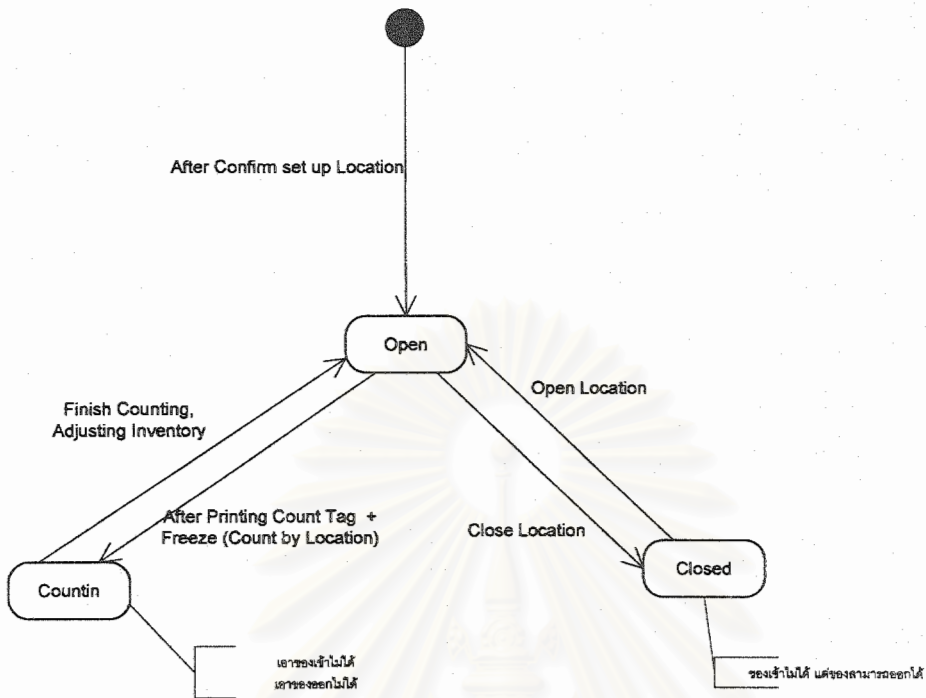 After Confirm set up Location
Open
Open Location
Finish Counting,
Adjusting Inventory
After Printing Count Tag +
Freeze (Count by Location)
Close Location
Countin
Closed
เอาของเข้าไม่ได้
เอาของออกไม่ได้
ของเข้าไม่ได้ แต่ของสามารถออกได้